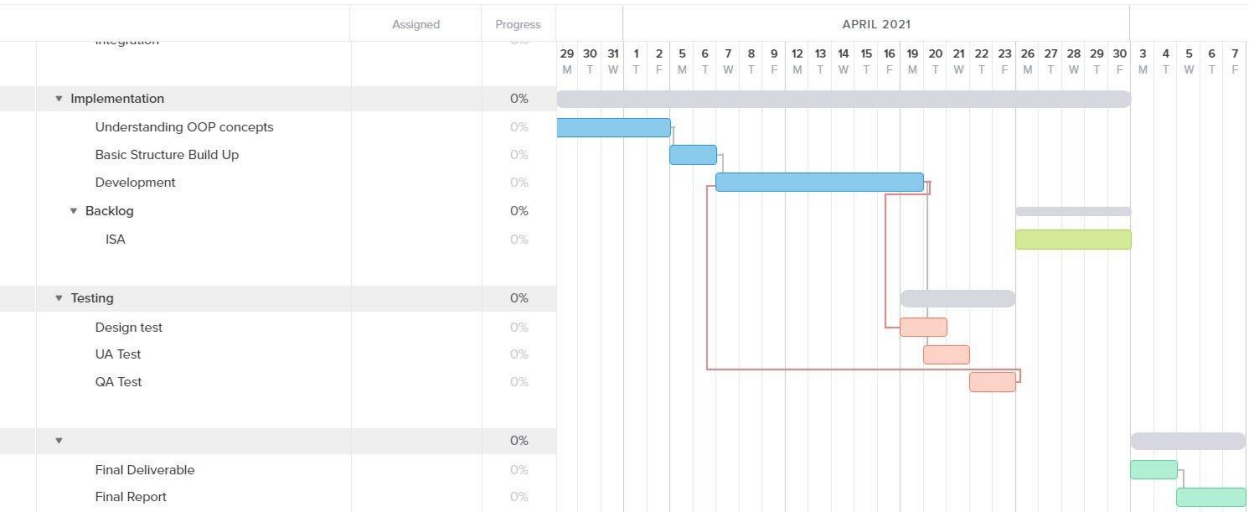 Assigned Progress APRIL 2021
Integration 0%
29 30 31 1 2 5 6 7 8 9 12 13 14 15 16 19 20 21 22 23 26 27 28 29 30 3 4 5 6 7
M T W T F M T W T F M T W T F M T W T F M T W T F M T W T F
Implementation 0%
Understanding OOP concepts 0%
Basic Structure Build Up 0%
Development 0%
Backlog 0%
ISA 0%
Testing 0%
Design test 0%
UA Test 0%
QA Test 0%
0%
Final Deliverable 0%
Final Report 0%